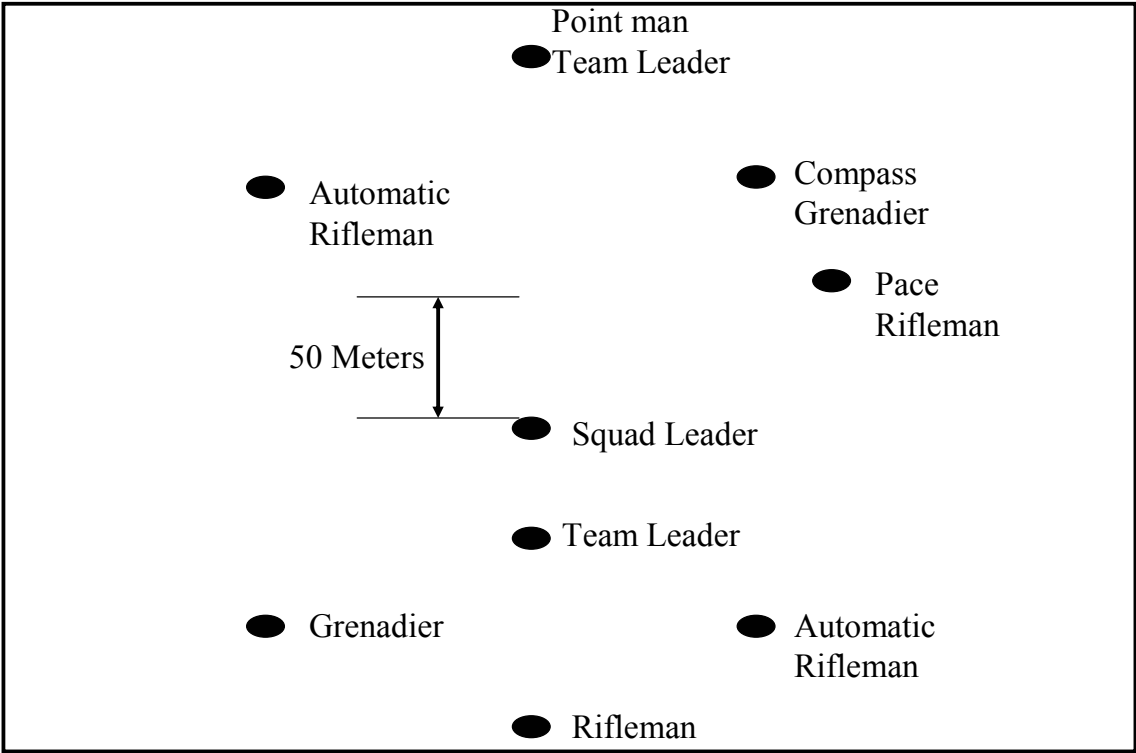 Point man
Team Leader
Automatic
Rifleman
Compass
Grenadier
Pace
Rifleman
50 Meters
Squad Leader
Team Leader
Grenadier
Automatic
Rifleman
Rifleman